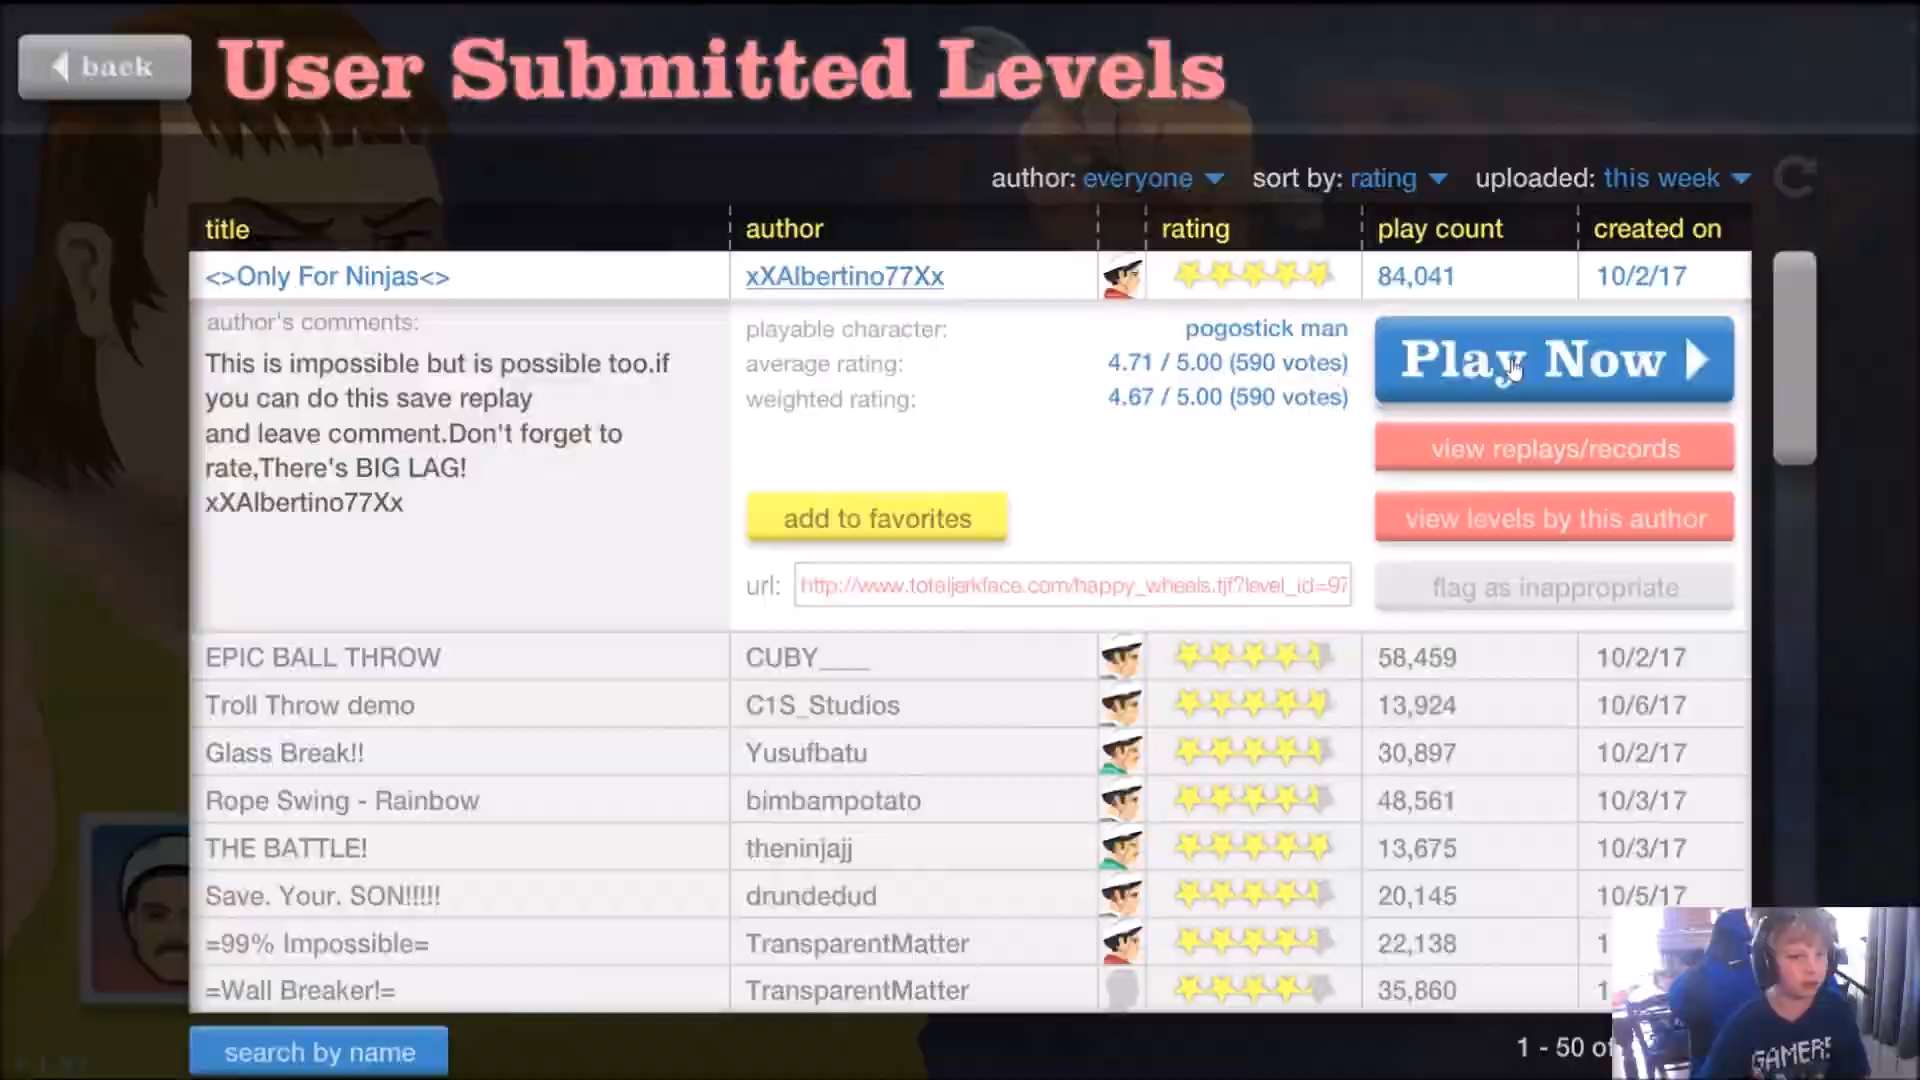 back
User Submitted Levels
author: everyone sort by: rating uploaded: this week
title author rating play count created on
<>Only For Ninjas<> xXAlbertino77Xx 84,041 10/2/17
author's comments:
This is impossible but is possible too.if
you can do this save replay
and leave comment.Don't forget to
rate,There's BIG LAG!
xXAlbertino77Xx
playable character: pogostick man
average rating: 4.71 / 5.00 (590 votes)
weighted rating: 4.67 / 5.00 (590 votes)
add to favorites
url: http://www.totaljerkface.com/happy_wheels.tjf?level_id=97
Play Now
view replays/records
view levels by this author
flag as inappropriate
EPIC BALL THROW CUBY____ 58,459 10/2/17
Troll Throw demo C1S_Studios 13,924 10/6/17
Glass Break!! Yusufbatu 30,897 10/2/17
Rope Swing - Rainbow bimbampotato 48,561 10/3/17
THE BATTLE! theninjajj 13,675 10/3/17
Save. Your. SON!!!!! drundedud 20,145 10/5/17
=99% Impossible= TransparentMatter 22,138 1
=Wall Breaker!= TransparentMatter 35,860 1
search by name
1 - 50 of
GAMER!